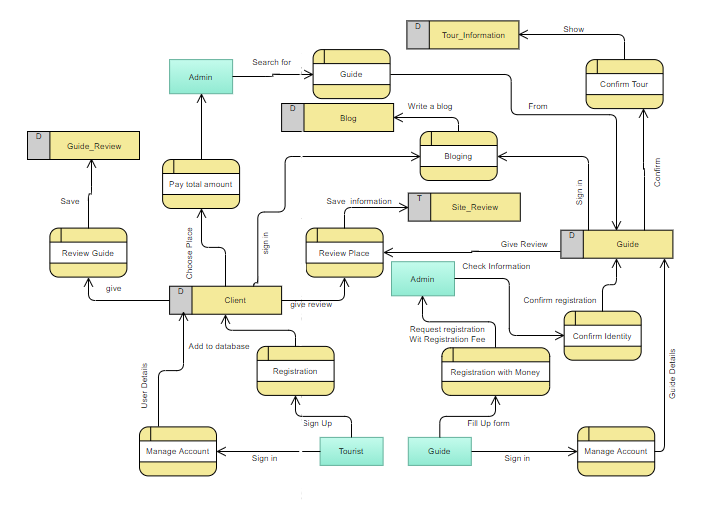 D
Tour_Information
Show
Search for
Admin
Guide
Confirm Tour
D
Blog
Write a blog
From
D
Guide_Review
Bloging
Pay total amount
Confirm
Sign in
Save
Save information
T
Site_Review
Choose Place
sign in
Review Guide
Review Place
Give Review
D
Guide
Check Information
Admin
give
D
Client
give review
Confirm registration
Request registration
Wit Registration Fee
Confirm Identity
Add to database
Registration
Registration with Money
User Details
Guide Details
Sign Up
Fill Up form
Manage Account
Sign in
Tourist
Guide
Sign in
Manage Account